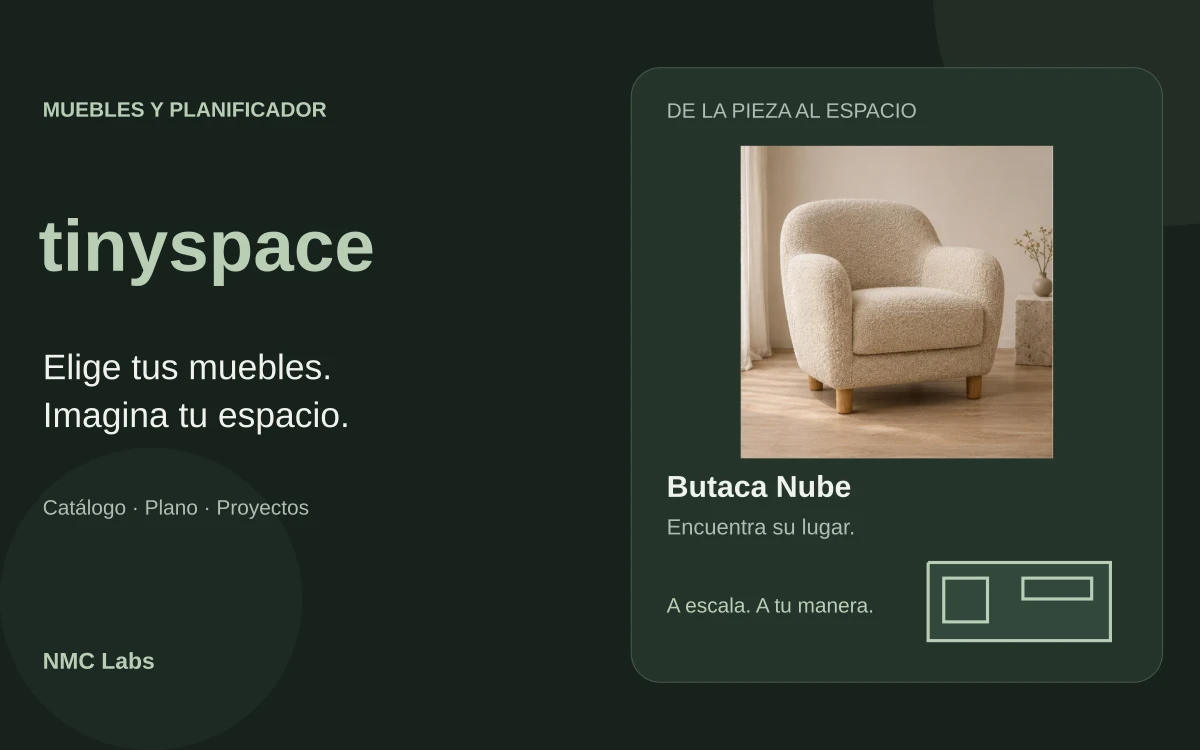 MUEBLES Y PLANIFICADOR
tinyspace
Elige tus muebles.
Imagina tu espacio.
Catálogo · Plano · Proyectos
NMC Labs
DE LA PIEZA AL ESPACIO
Butaca Nube
Encuentra su lugar.
A escala. A tu manera.